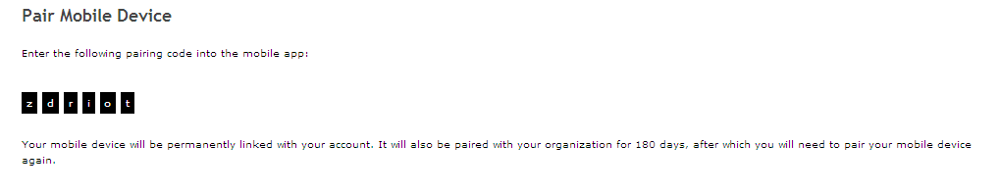 Pair Mobile Device
Enter the following pairing code into the mobile app:
z d r i o t
Your mobile device will be permanently linked with your account. It will also be paired with your organization for 180 days, after which you will need to pair your mobile device
again.